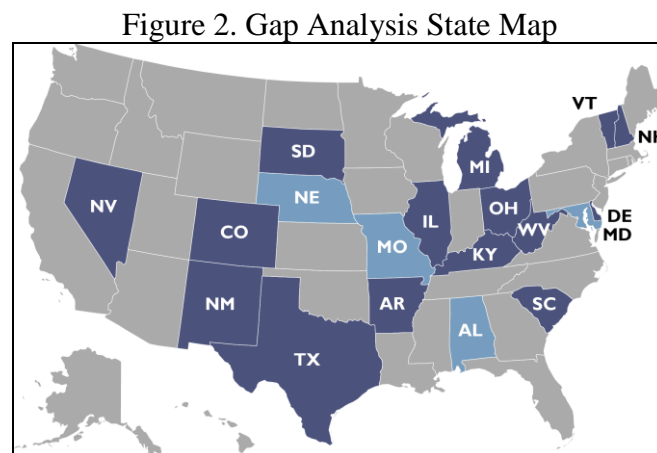 Figure 2. Gap Analysis State Map
VT
NH
SD
MI
NE
NV
IL
OH
DE
CO
WV
MD
MO
KY
NM
AR
SC
AL
TX